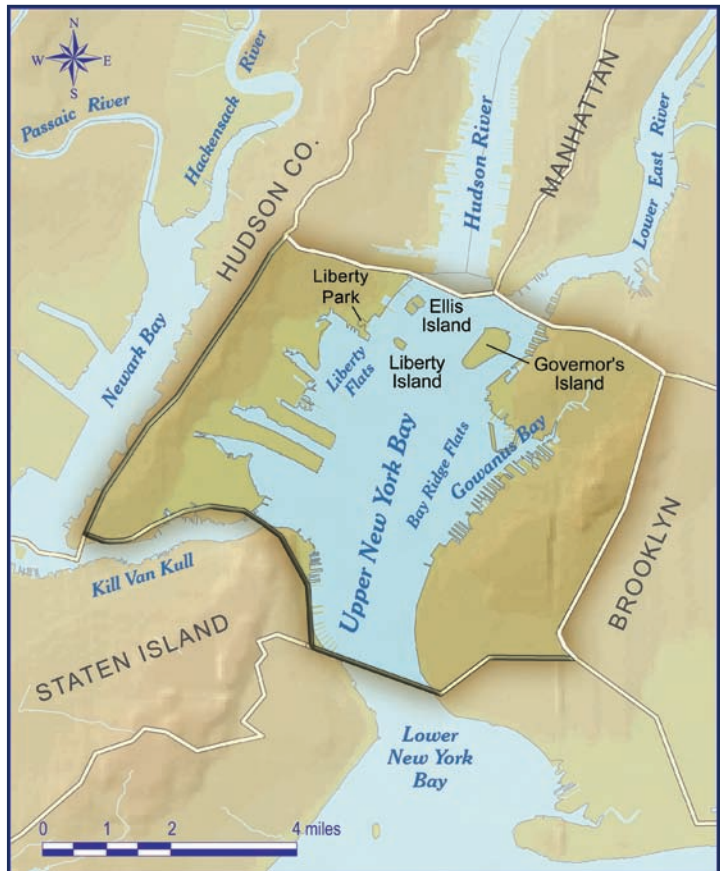 N
W E
S
Passaic River
Hackensack
River
HUDSON CO.
Hudson River
MANHATTAN
Lower East River
Newark Bay
Liberty
Park
Ellis
Island
Liberty
Island
Governor's
Island
Liberty
Flats
Upper New York Bay
Bay Ridge Flats
Gowanus Bay
BROOKLYN
Kill Van Kull
STATEN ISLAND
Lower
New York
Bay
0 1 2 4 miles